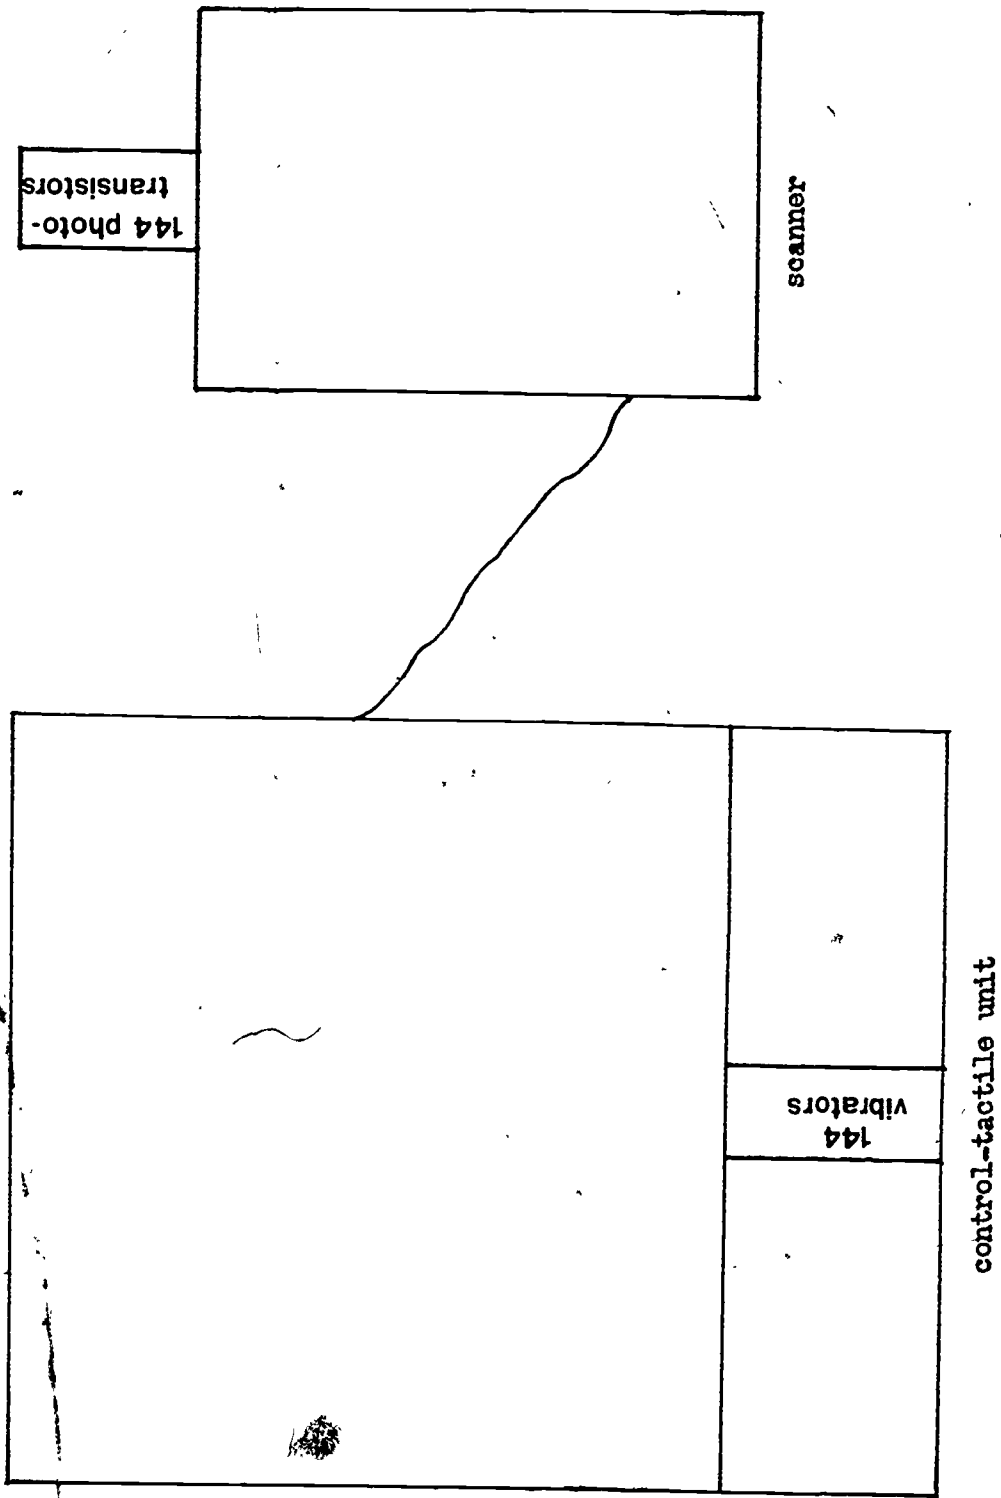 144 photo-
transistors
scanner
144
vibrators
control-tactile unit